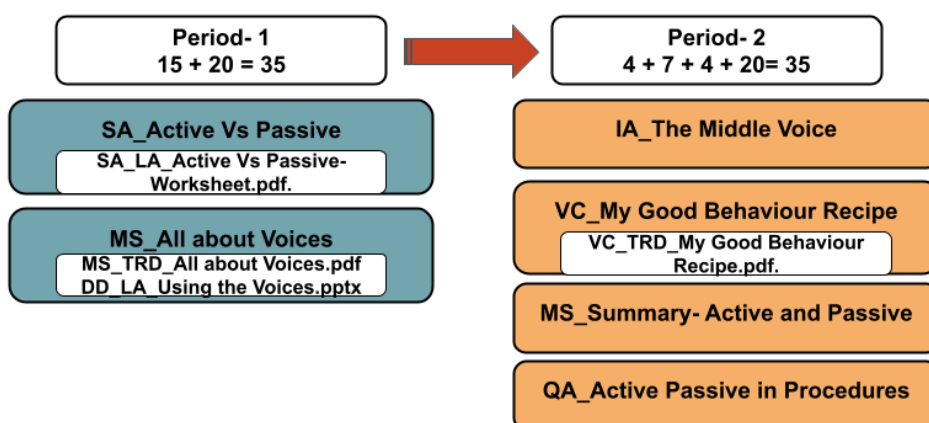 Period- 1
15 + 20 = 35
SA_Active Vs Passive
SA_LA_Active Vs Passive-
Worksheet.pdf.
MS_All about Voices
MS_TRD_All about Voices.pdf
DD_LA_Using the Voices.pptx
Period- 2
4 + 7 + 4 + 20= 35
IA_The Middle Voice
VC_My Good Behaviour Recipe
VC_TRD_My Good Behaviour
Recipe.pdf.
MS_Summary- Active and Passive
QA_Active Passive in Procedures